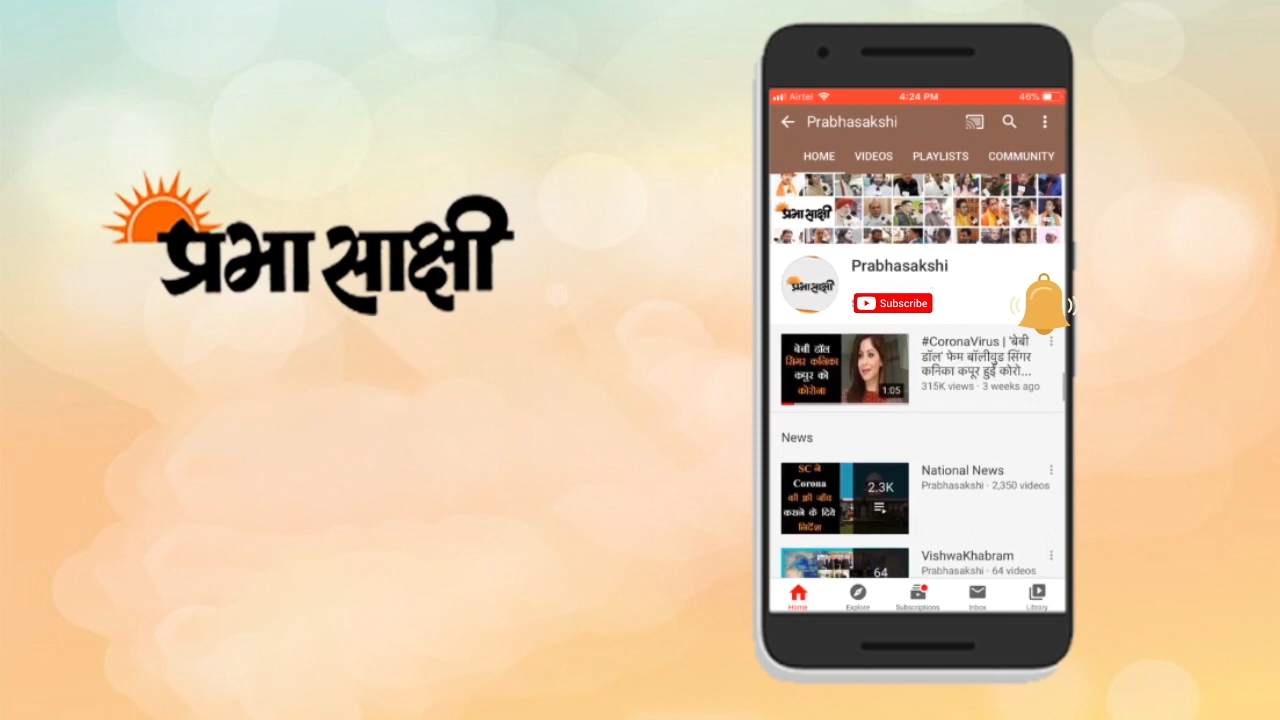 प्रभा साक्षी
Airtel 4:24 PM 46%
Prabhasakshi
HOME VIDEOS PLAYLISTS COMMUNITY
प्रभा साक्षी
Prabhasakshi
प्रभा साक्षी
Subscribe
बेबी डॉल
सिंगर कनिका
कपूर को
कोरोना
1:05
#CoronaVirus | 'बेबी
डॉल' फेम बॉलीवुड सिंगर
कनिका कपूर हुईं कोरो...
315K views · 3 weeks ago
News
SC ने
Corona
की फ्री जाँच
कराने के दिये
निर्देश
2.3K
National News
Prabhasakshi · 2,350 videos
64
VishwaKhabram
Prabhasakshi · 64 videos
Home Explore Subscriptions Inbox Library